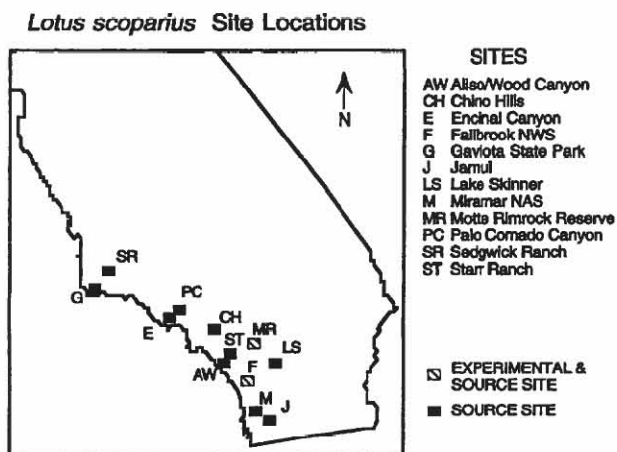 Lotus scoparius Site Locations
N
SR
G
PC
E
CH
MR
ST
LS
AW
F
M
J
SITES
AW Aliso/Wood Canyon
CH Chino Hills
E Encinal Canyon
F Fallbrook NWS
G Gaviota State Park
J Jamul
LS Lake Skinner
M Miramar NAS
MR Motte Rimrock Reserve
PC Palo Comado Canyon
SR Sedgwick Ranch
ST Starr Ranch
EXPERIMENTAL &
SOURCE SITE
SOURCE SITE